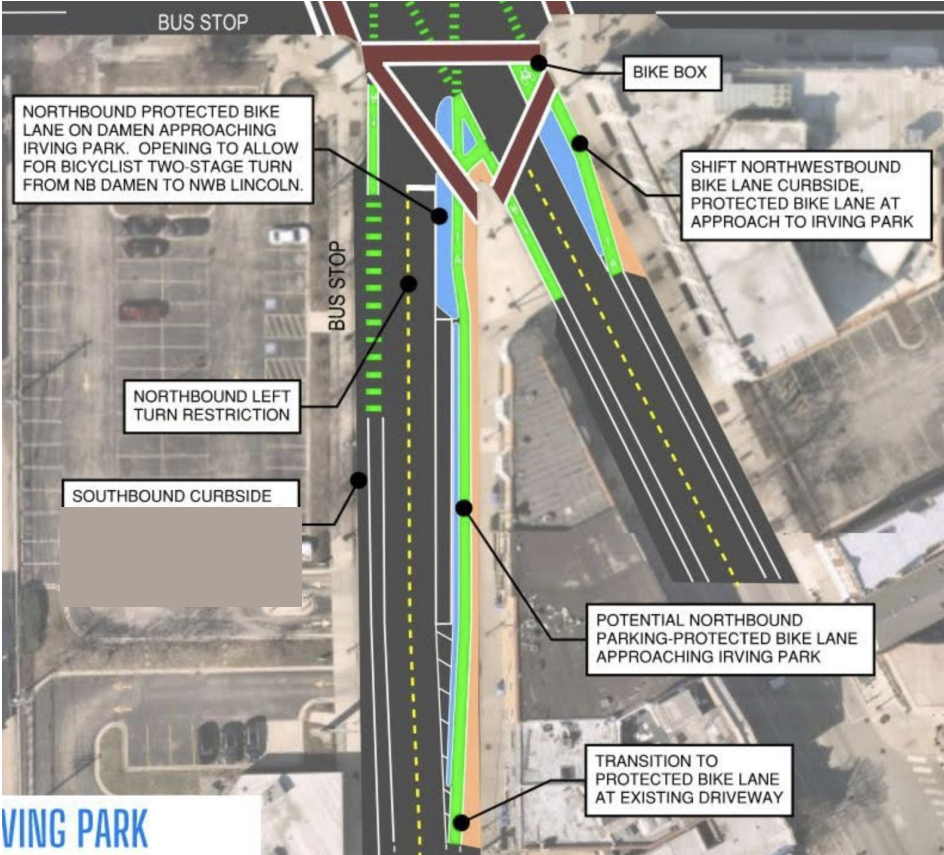 BUS STOP
BIKE BOX
NORTHBOUND PROTECTED BIKE
LANE ON DAMEN APPROACHING
IRVING PARK. OPENING TO ALLOW
FOR BICYCLIST TWO-STAGE TURN
FROM NB DAMEN TO NWB LINCOLN.
SHIFT NORTHWESTBOUND
BIKE LANE CURBSIDE,
PROTECTED BIKE LANE AT
APPROACH TO IRVING PARK
BUS STOP
NORTHBOUND LEFT
TURN RESTRICTION
SOUTHBOUND CURBSIDE
POTENTIAL NORTHBOUND
PARKING-PROTECTED BIKE LANE
APPROACHING IRVING PARK
TRANSITION TO
PROTECTED BIKE LANE
AT EXISTING DRIVEWAY
VING PARK